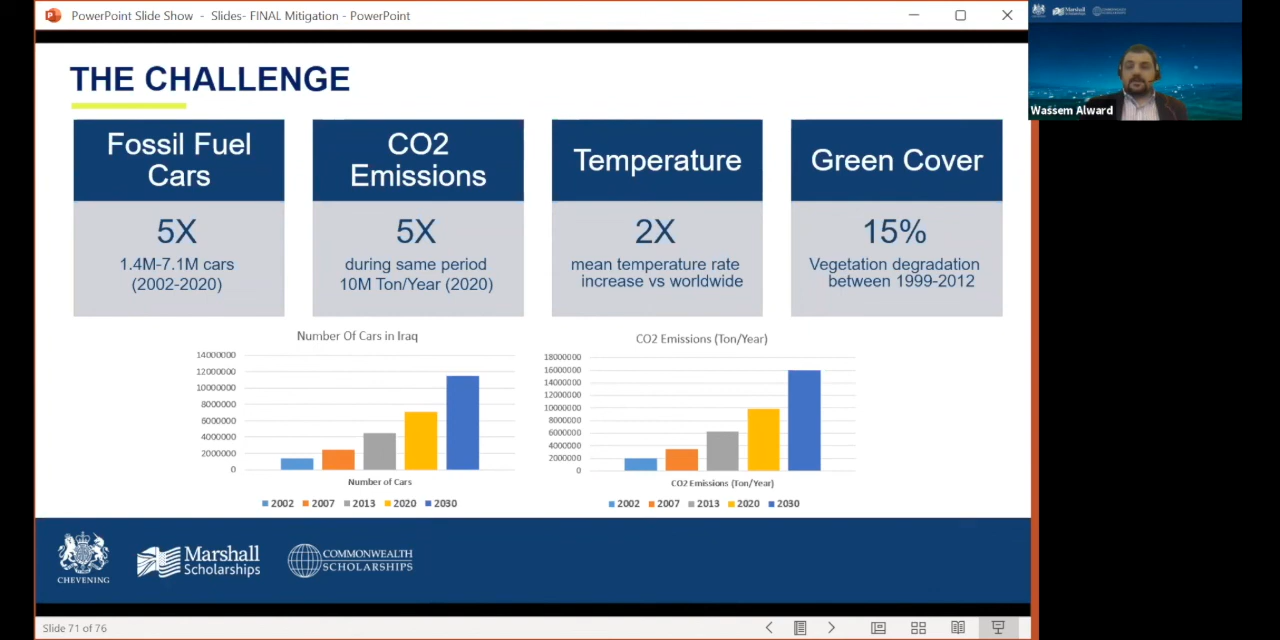 PowerPoint Slide Show - Slides- FINAL Mitigation - PowerPoint
Marshall
Wassem Alward
THE CHALLENGE
Fossil Fuel
Cars
5X
1.4M-7.1M cars
(2002-2020)
CO2
Emissions
5X
during same period
10M Ton/Year (2020)
Temperature
2X
mean temperature rate
increase vs worldwide
Green Cover
15%
Vegetation degradation
between 1999-2012
Number Of Cars in Iraq
14000000
12000000
10000000
8000000
6000000
4000000
2000000
0
Number of Cars
2002 2007 2013 2020 2030
CO2 Emissions (Ton/Year)
18000000
16000000
14000000
12000000
10000000
8000000
6000000
4000000
2000000
0
CO2 Emissions (Ton/Year)
2002 2007 2013 2020 2030
CHEVENING
Marshall
Scholarships
COMMONWEALTH
SCHOLARSHIPS
Slide 71 of 76